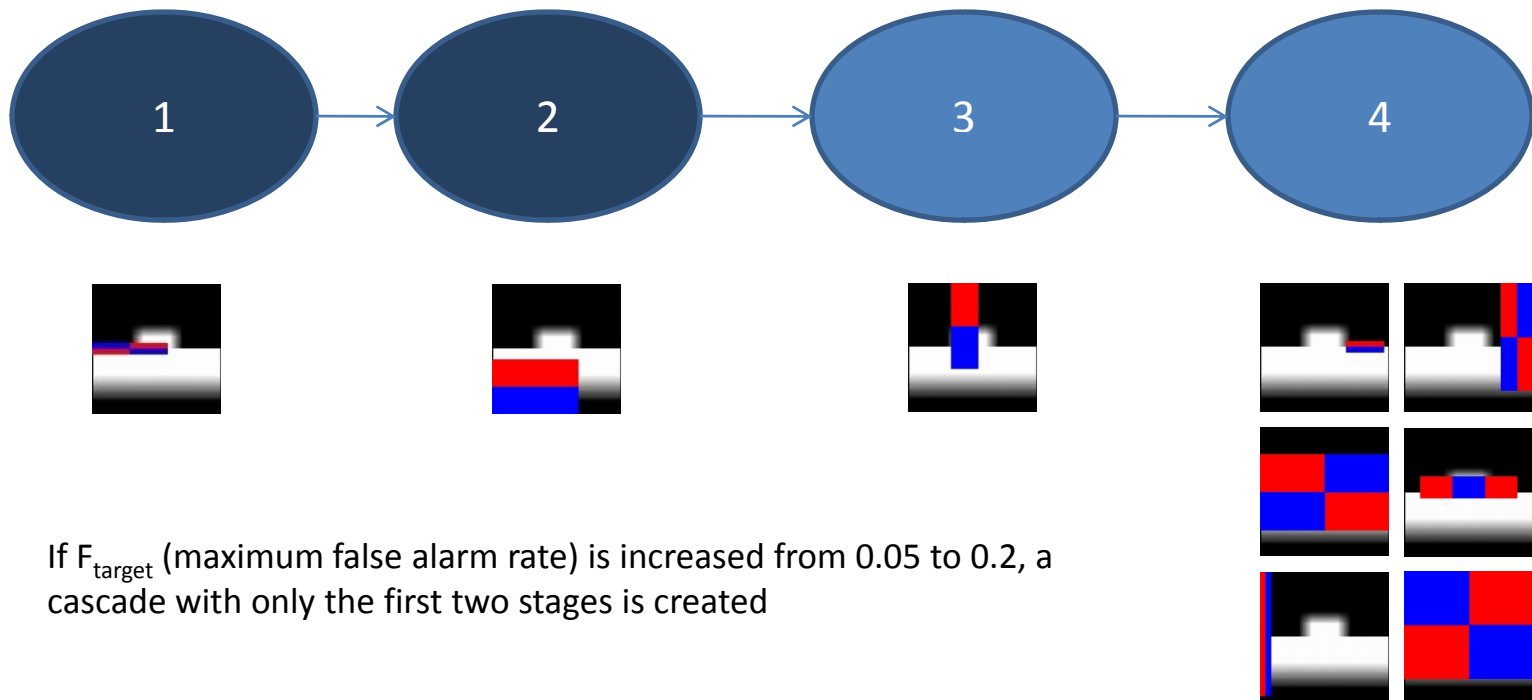 1
2
3
4
If F_target (maximum false alarm rate) is increased from 0.05 to 0.2, a
cascade with only the first two stages is created